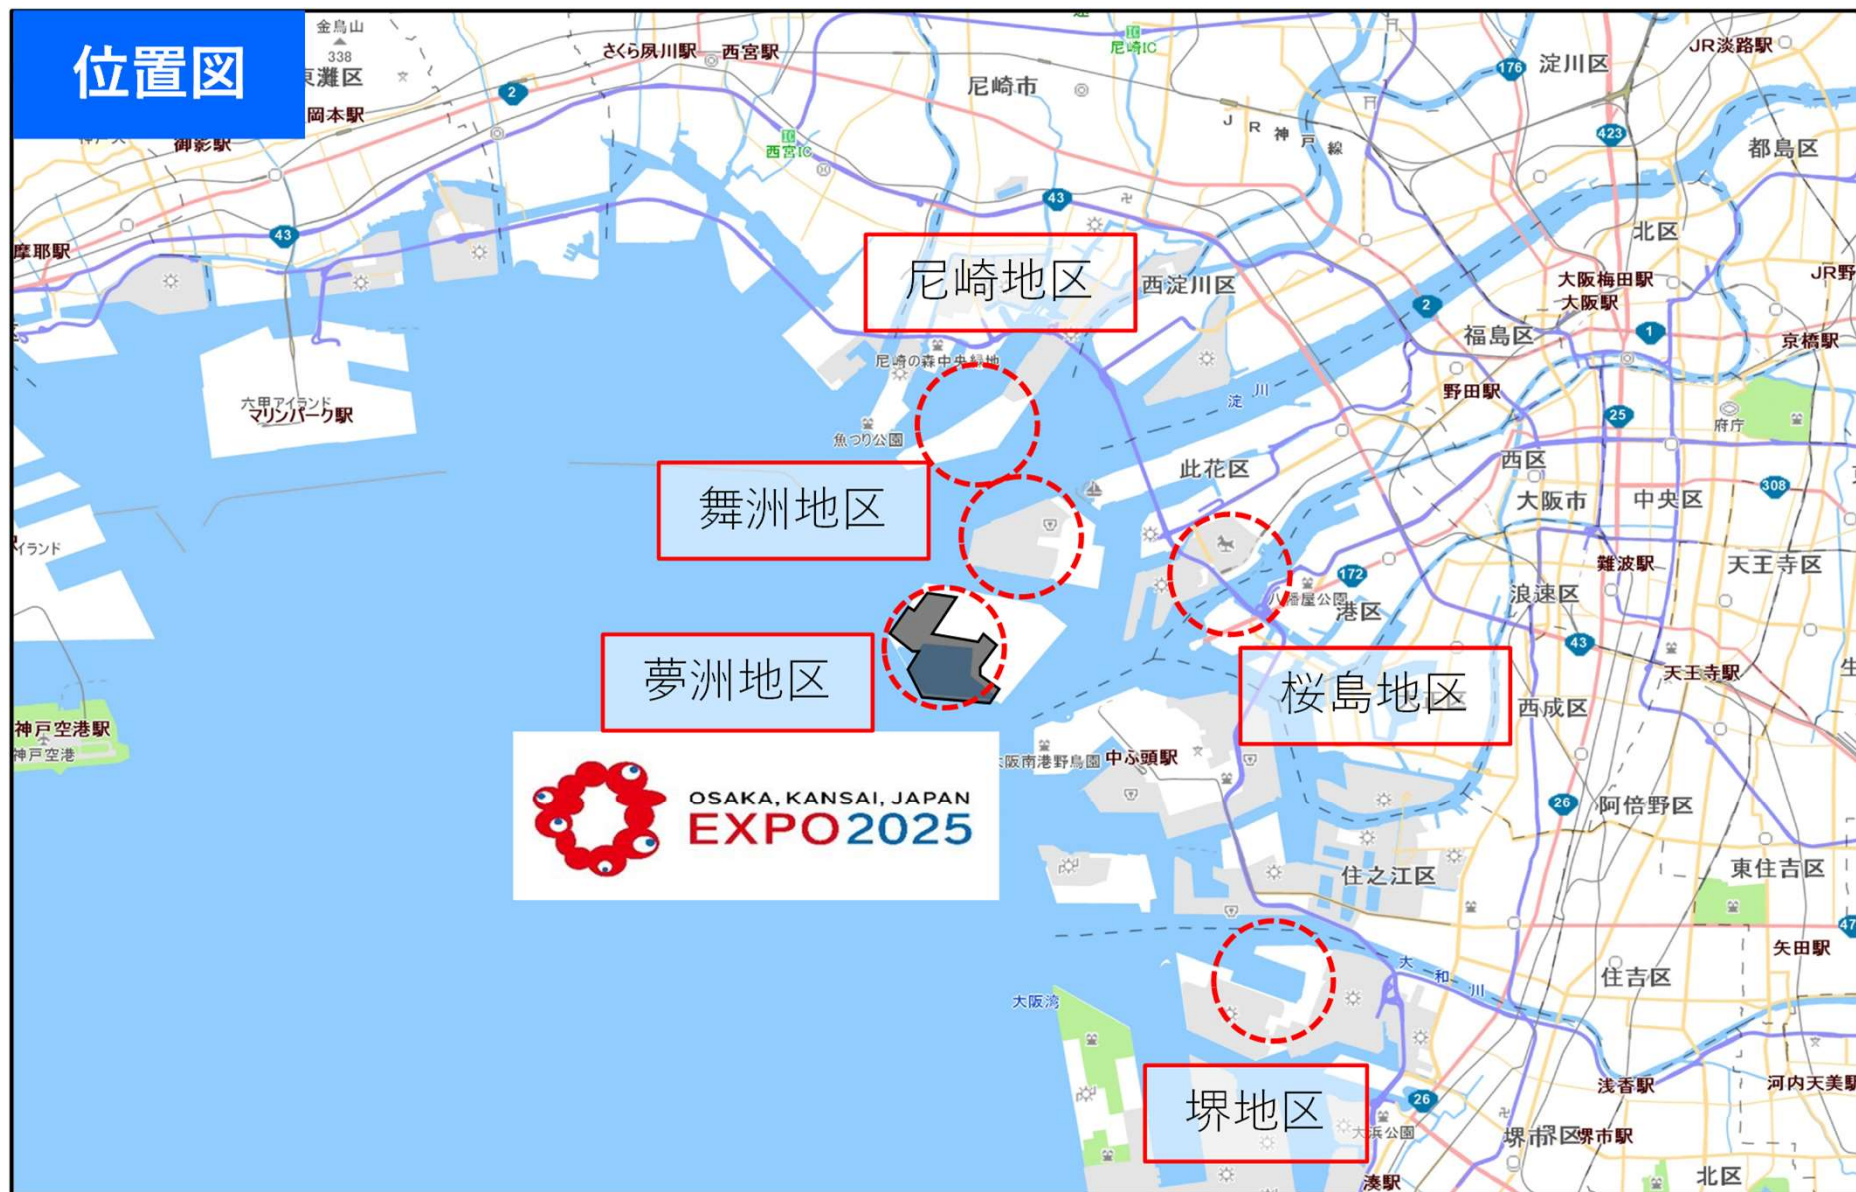 位置図
金鳥山
338
東灘区
岡本駅
御影駅
2
さくら夙川駅
西宮駅
尼崎IC
尼崎市
176
淀川区
JR淡路駅
IC
西宮IC
JR神戸線
423
都島区
43
43
摩耶駅
北区
尼崎地区
西淀川区
大阪梅田駅
大阪駅
JR野
2
1
福島区
京橋駅
尼崎の森中央緑地
六甲アイランド
マリンパーク駅
淀川
野田駅
25
府庁
魚つり公園
此花区
西区
大阪市
中央区
308
舞洲地区
イランド
172
難波駅
天王寺区
八幡屋公園
港区
浪速区
43
夢洲地区
天王寺駅
桜島地区
西成区
神戸空港駅
神戸空港
大阪南港野鳥園
中ふ頭駅
OSAKA, KANSAI, JAPAN
EXPO2025
26
阿倍野区
住之江区
東住吉区
47
矢田駅
大和川
住吉区
大阪湾
浅香駅
河内天美駅
26
堺地区
大浜公園
堺市
堺区
堺市駅
北区
湊駅